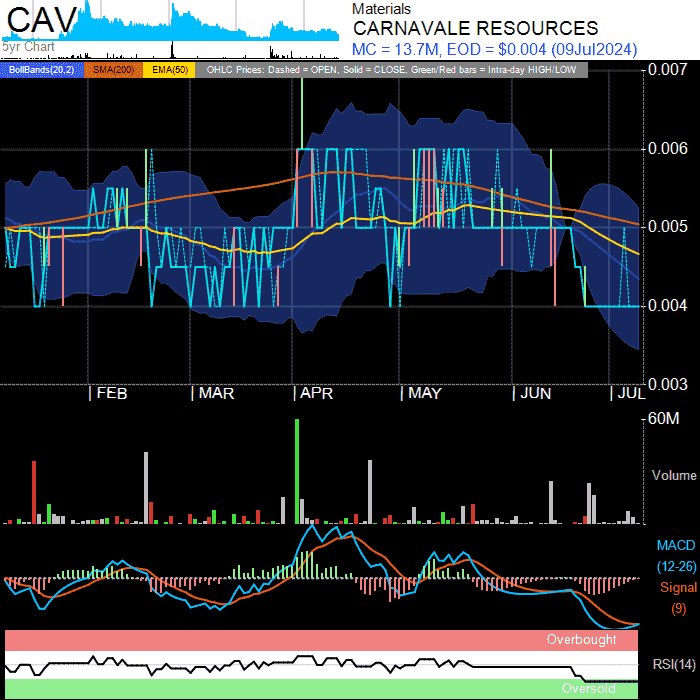 CAV
5yr Chart
Materials
CARNAVALE RESOURCES
MC = 13.7M, EOD = $0.004 (09Jul2024)
BollBands(20,2) SMA(200) EMA(50) OHLC Prices: Dashed = OPEN, Solid = CLOSE, Green/Red bars = Intra-day HIGH/LOW
0.007
0.006
0.005
0.004
0.003
| FEB | MAR | APR | MAY | JUN | JUL
60M
Volume
MACD
(12-26)
Signal
(9)
Overbought
RSI(14)
Oversold